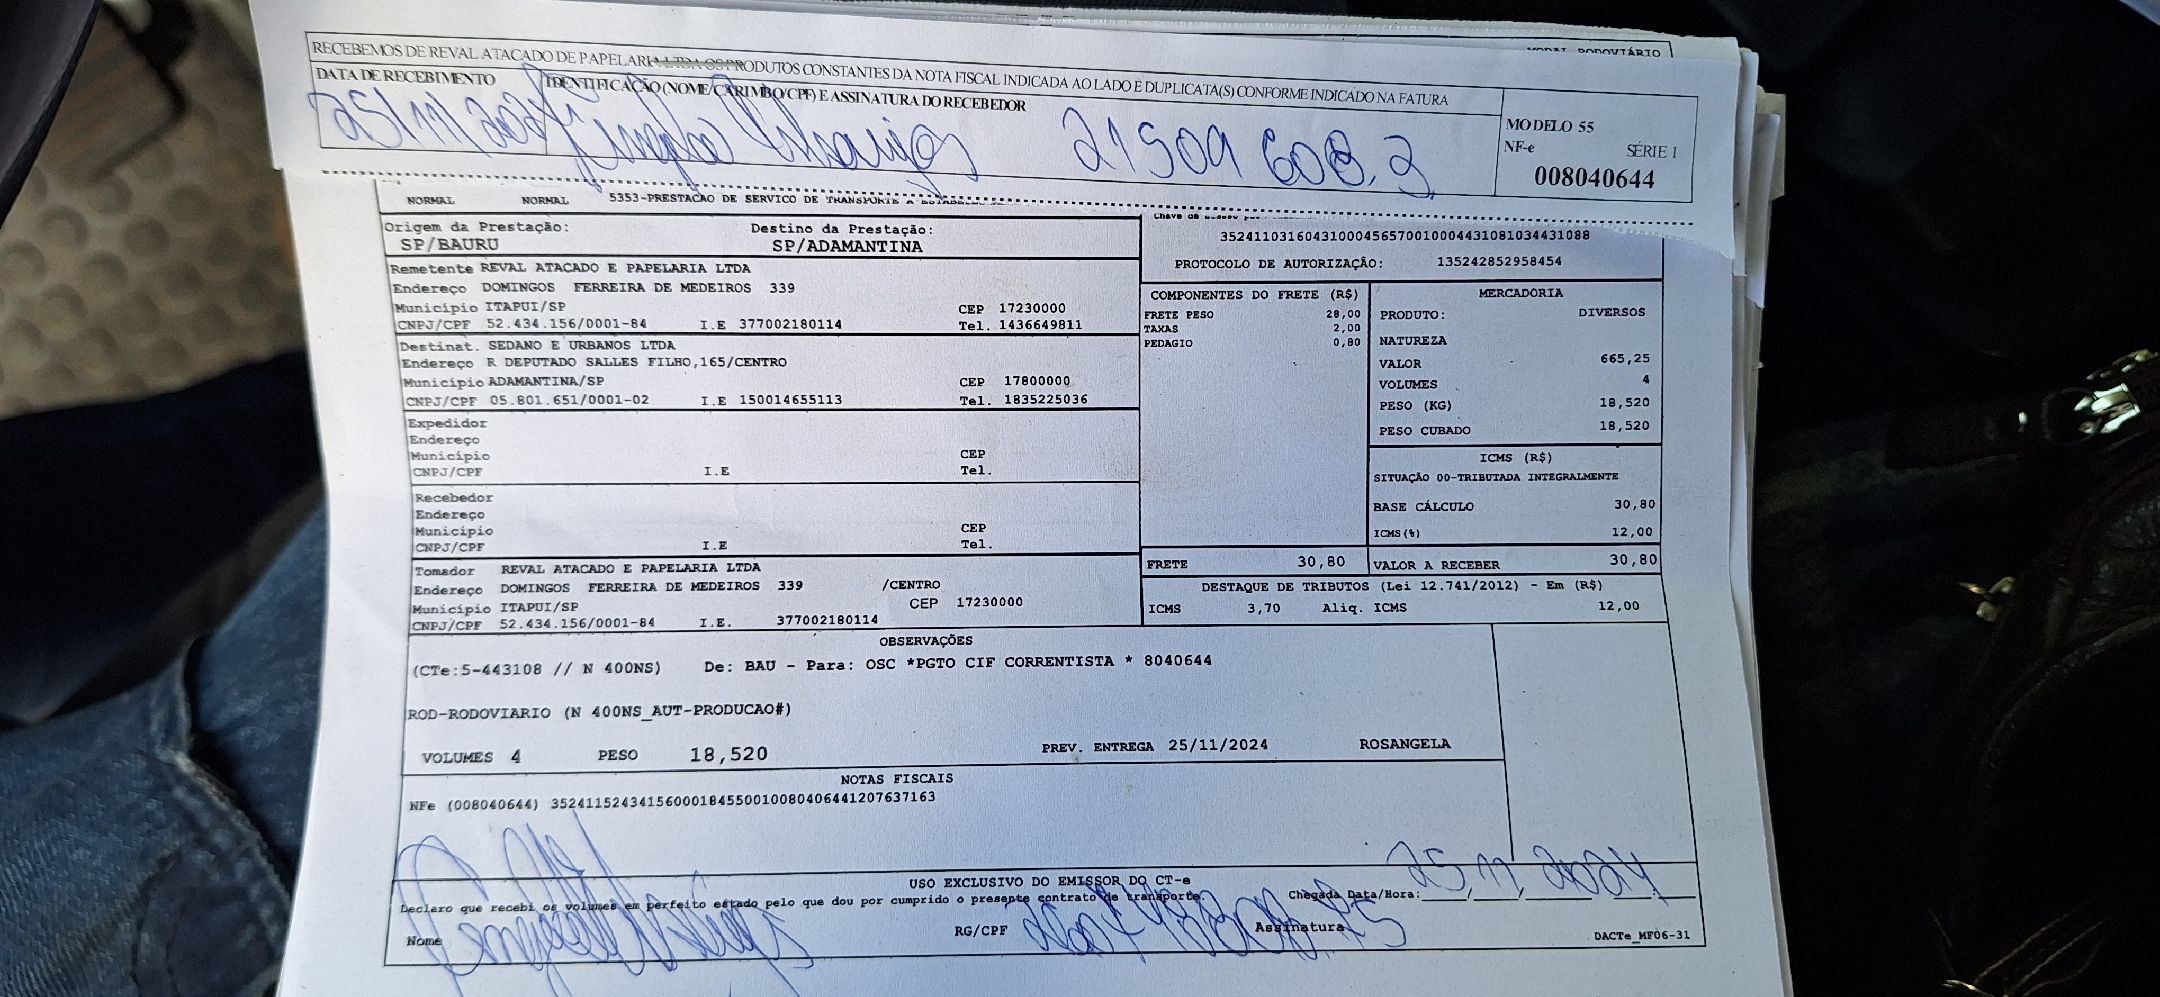 MODAL RODOVIÁRIO
RECEBEMOS DE REVAL ATACADO DE PAPELARIA LTDA OS PRODUTOS CONSTANTES DA NOTA FISCAL INDICADA AO LADO E DUPLICATA(S) CONFORME INDICADO NA FATURA
DATA DE RECEBIMENTO IDENTIFICAÇÃO (NOME/CARIMBO/CPF) E ASSINATURA DO RECEBEDOR
25/11/202 21509 608.3
MODELO 55
NF-e SÉRIE 1
008040644
NORMAL NORMAL 5353-PRESTACAO DE SERVICO DE TRANSPORTE A
Origem da Prestação: Destino da Prestação:
SP/BAURU SP/ADAMANTINA
35241103160431000456570010004431081034431088
PROTOCOLO DE AUTORIZAÇÂO: 135242852958454
Remetente REVAL ATACADO E PAPELARIA LTDA
Endereço DOMINGOS FERREIRA DE MEDEIROS 339
Município ITAPUI/SP CEP 17230000
CNPJ/CPF 52.434.156/0001-84 I.E 377002180114 Tel. 1436649811
Destinat. SEDANO E URBANOS LTDA
Endereço R DEPUTADO SALLES FILHO,165/CENTRO
Município ADAMANTINA/SP CEP 17800000
CNPJ/CPF 05.801.651/0001-02 I.E 150014655113 Tel. 1835225036
Expedidor
Endereço
Município CEP
CNPJ/CPF I.E Tel.
Recebedor
Endereço
Município CEP
CNPJ/CPF I.E Tel.
Tomador REVAL ATACADO E PAPELARIA LTDA
Endereço DOMINGOS FERREIRA DE MEDEIROS 339 /CENTRO
Município ITAPUI/SP CEP 17230000
CNPJ/CPF 52.434.156/0001-84 I.E. 377002180114
COMPONENTES DO FRETE (R$)
FRETE PESO 28,00
TAXAS 2,00
PEDAGIO 0,80
FRETE 30,80
MERCADORIA
PRODUTO: DIVERSOS
NATUREZA
VALOR 665,25
VOLUMES 4
PESO (KG) 18,520
PESO CUBADO 18,520
ICMS (R$)
SITUAÇÃO 00-TRIBUTADA INTEGRALMENTE
BASE CÁLCULO 30,80
ICMS(%) 12,00
VALOR A RECEBER 30,80
DESTAQUE DE TRIBUTOS (Lei 12.741/2012) - Em (R$)
ICMS 3,70 Aliq. ICMS 12,00
OBSERVAÇÕES
(CTe:5-443108 // N 400NS) De: BAU - Para: OSC *PGTO CIF CORRENTISTA * 8040644
ROD-RODOVIARIO (N 400NS_AUT-PRODUCAO#)
VOLUMES 4 PESO 18,520 PREV. ENTREGA 25/11/2024 ROSANGELA
NOTAS FISCAIS
NFe (008040644) 35241152434156000184550010080406441207637163
USO EXCLUSIVO DO EMISSOR DO CT-e
Declaro que recebi os volumes em perfeito estado pelo que dou por cumprido o presente contrato de transporte.
Chegada Data/Hora: 25/11/2024
Nome RG/CPF Assinatura
DACTe_MF06-31